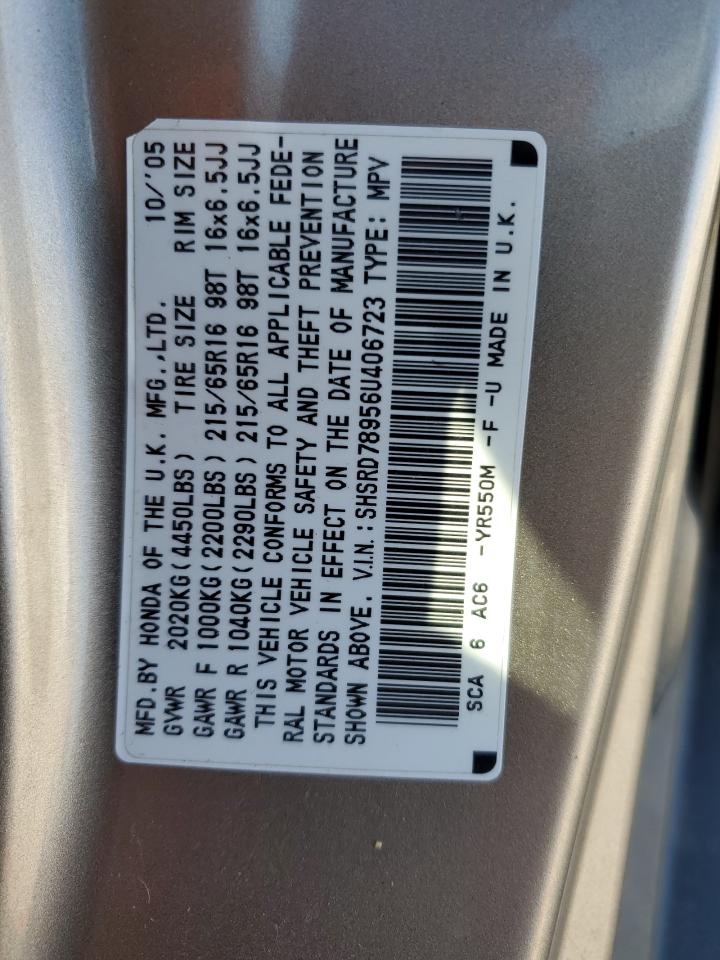 MFD.BY HONDA OF THE U.K. MFG.,LTD. 10/'05
GVWR 2020KG(4450LBS) TIRE SIZE RIM SIZE
GAWR F 1000KG(2200LBS) 215/65R16 98T 16x6.5JJ
GAWR R 1040KG(2290LBS) 215/65R16 98T 16x6.5JJ
THIS VEHICLE CONFORMS TO ALL APPLICABLE FEDE-
RAL MOTOR VEHICLE SAFETY AND THEFT PREVENTION
STANDARDS IN EFFECT ON THE DATE OF MANUFACTURE
SHOWN ABOVE. V.I.N.:SHSRD78956U406723 TYPE: MPV
SCA 6 AC6 -YR550M -F -U MADE IN U.K.